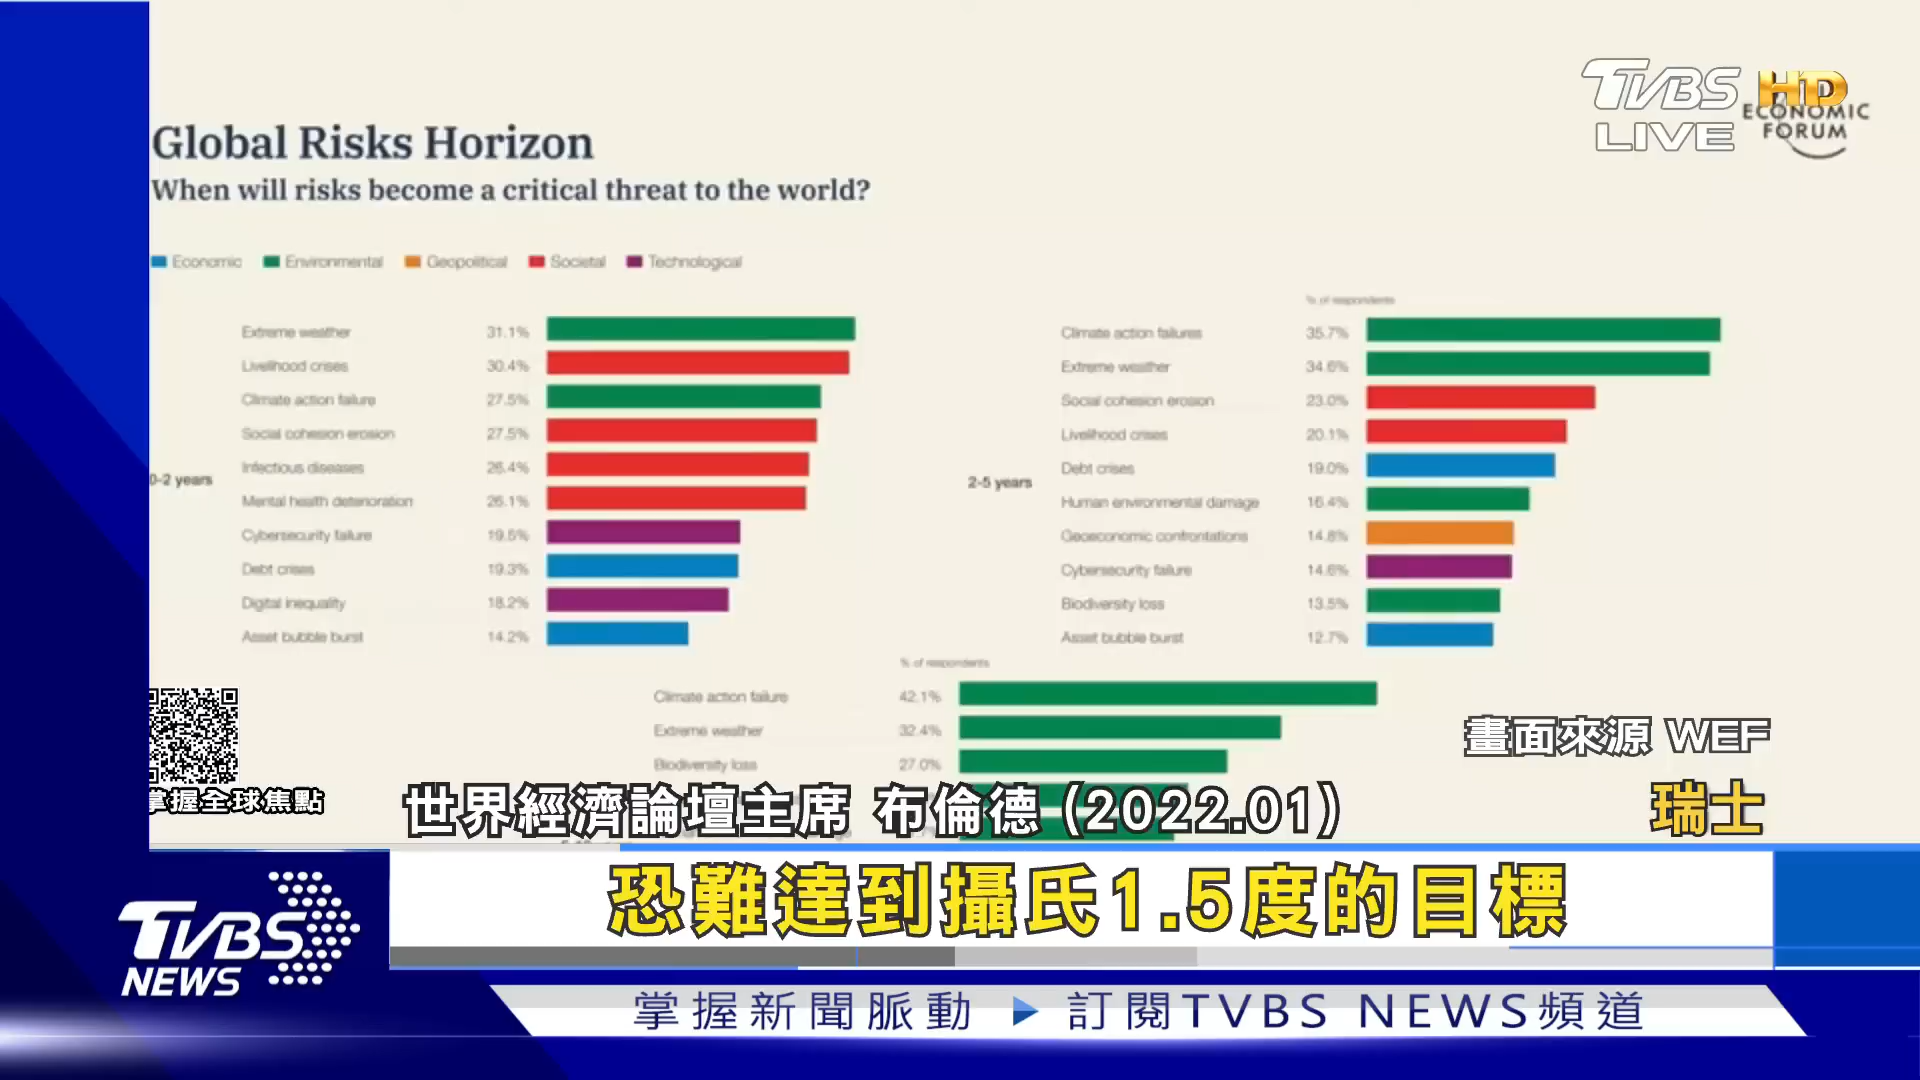 TVBS HD
LIVE
ECONOMIC
FORUM
Global Risks Horizon
When will risks become a critical threat to the world?
Economic Environmental Geopolitical Societal Technological
0-2 years
Extreme weather 31.1%
Livelihood crises 30.4%
Climate action failure 27.5%
Social cohesion erosion 27.5%
Infectious diseases 26.4%
Mental health deterioration 26.1%
Cybersecurity failure 19.5%
Debt crises 19.3%
Digital inequality 18.2%
Asset bubble burst 14.2%
% of respondents
2-5 years
Climate action failures 35.7%
Extreme weather 34.6%
Social cohesion erosion 23.0%
Livelihood crises 20.1%
Debt crises 19.0%
Human environmental damage 16.4%
Geoeconomic confrontations 14.8%
Cybersecurity failure 14.6%
Biodiversity loss 13.5%
Asset bubble burst 12.7%
% of respondents
Climate action failure 42.1%
Extreme weather 32.4%
Biodiversity loss 27.0%
畫面來源 WEF
掌握全球焦點
世界經濟論壇主席 布倫德 (2022.01)
瑞士
恐難達到攝氏1.5度的目標
TVBS
NEWS
掌握新聞脈動 訂閱TVBS NEWS頻道